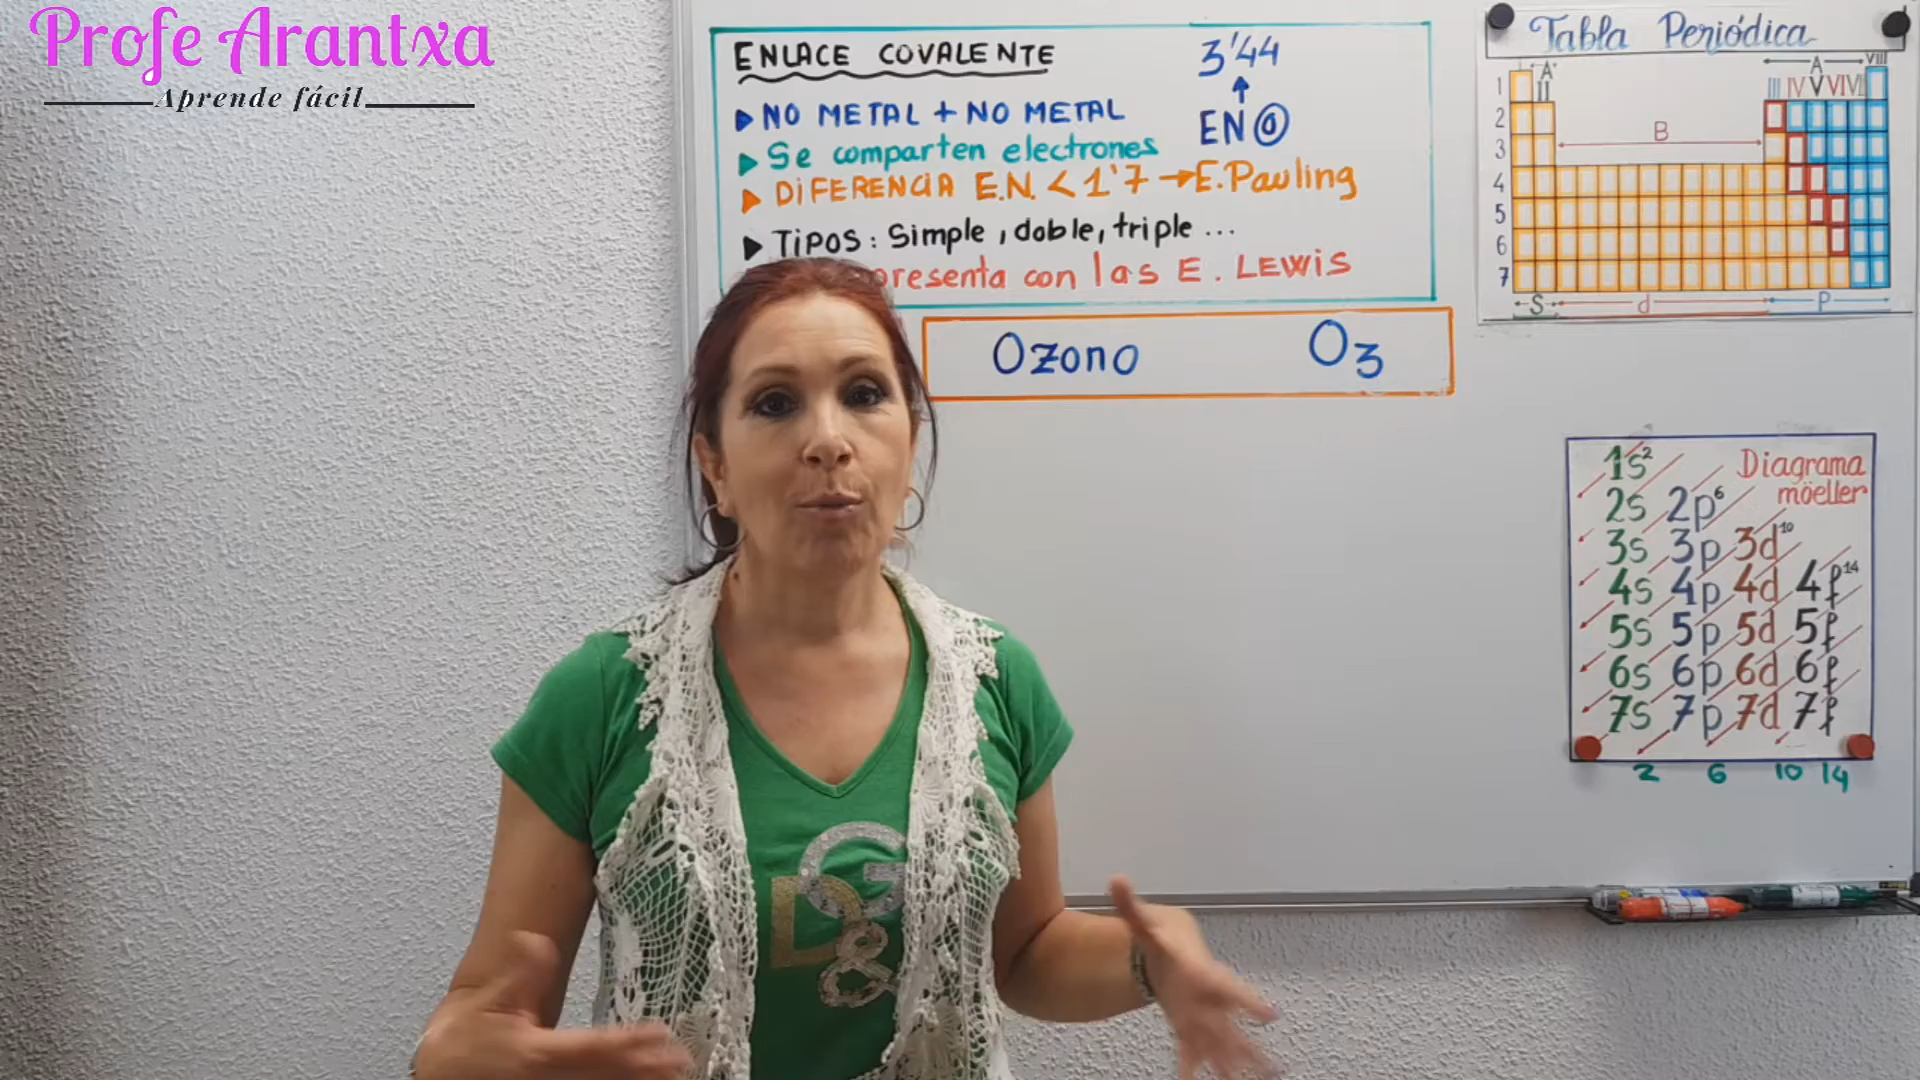 Profe Arantxa
Aprende fácil
ENLACE COVALENTE
▶ NO METAL + NO METAL
▶ Se comparten electrones
▶ DIFERENCIA E.N. < 1'7 → E. Pauling
▶ TIPOS: Simple, doble, triple ...
presenta con las E. LEWIS
3'44
EN O
Ozono O3
Tabla Periódica
A A VIII
II III IV V VI VII
1
2
B
3
4
5
6
7
S d P
Diagrama
möeller
1s2
2s 2p6
3s 3p 3d10
4s 4p 4d 4f14
5s 5p 5d 5f
6s 6p 6d 6f
7s 7p 7d 7f
2 6 10 14
D&G